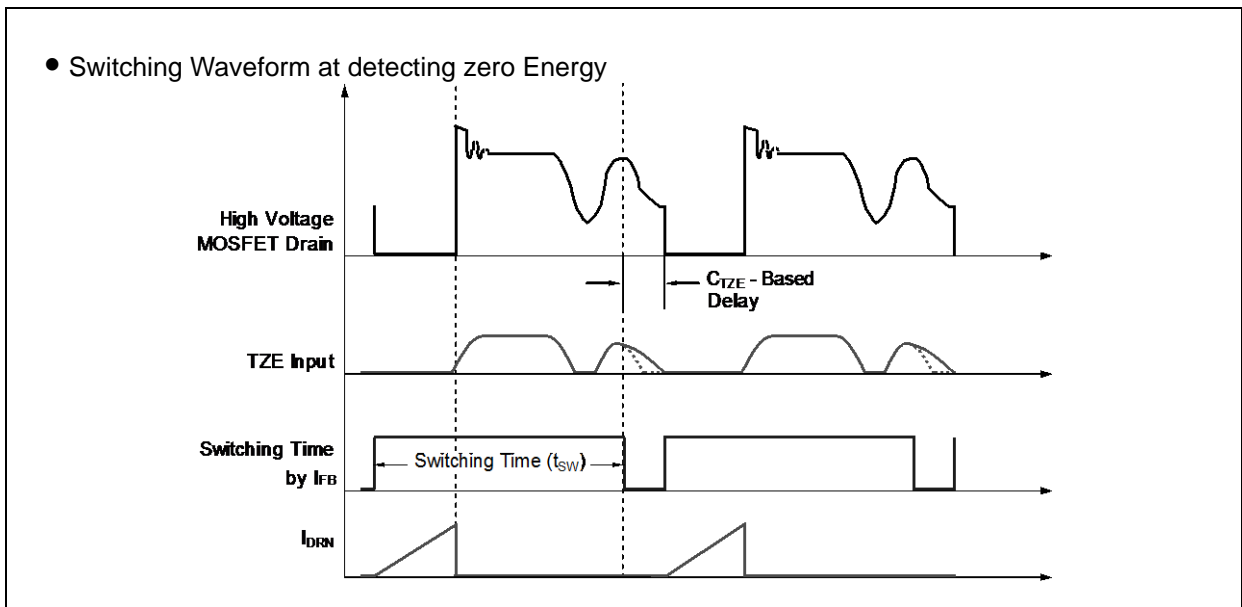 ● Switching Waveform at detecting zero Energy
High Voltage
MOSFET Drain
CTZE - Based
Delay
TZE Input
Switching Time
by IFB
Switching Time (tSW)
IDRN